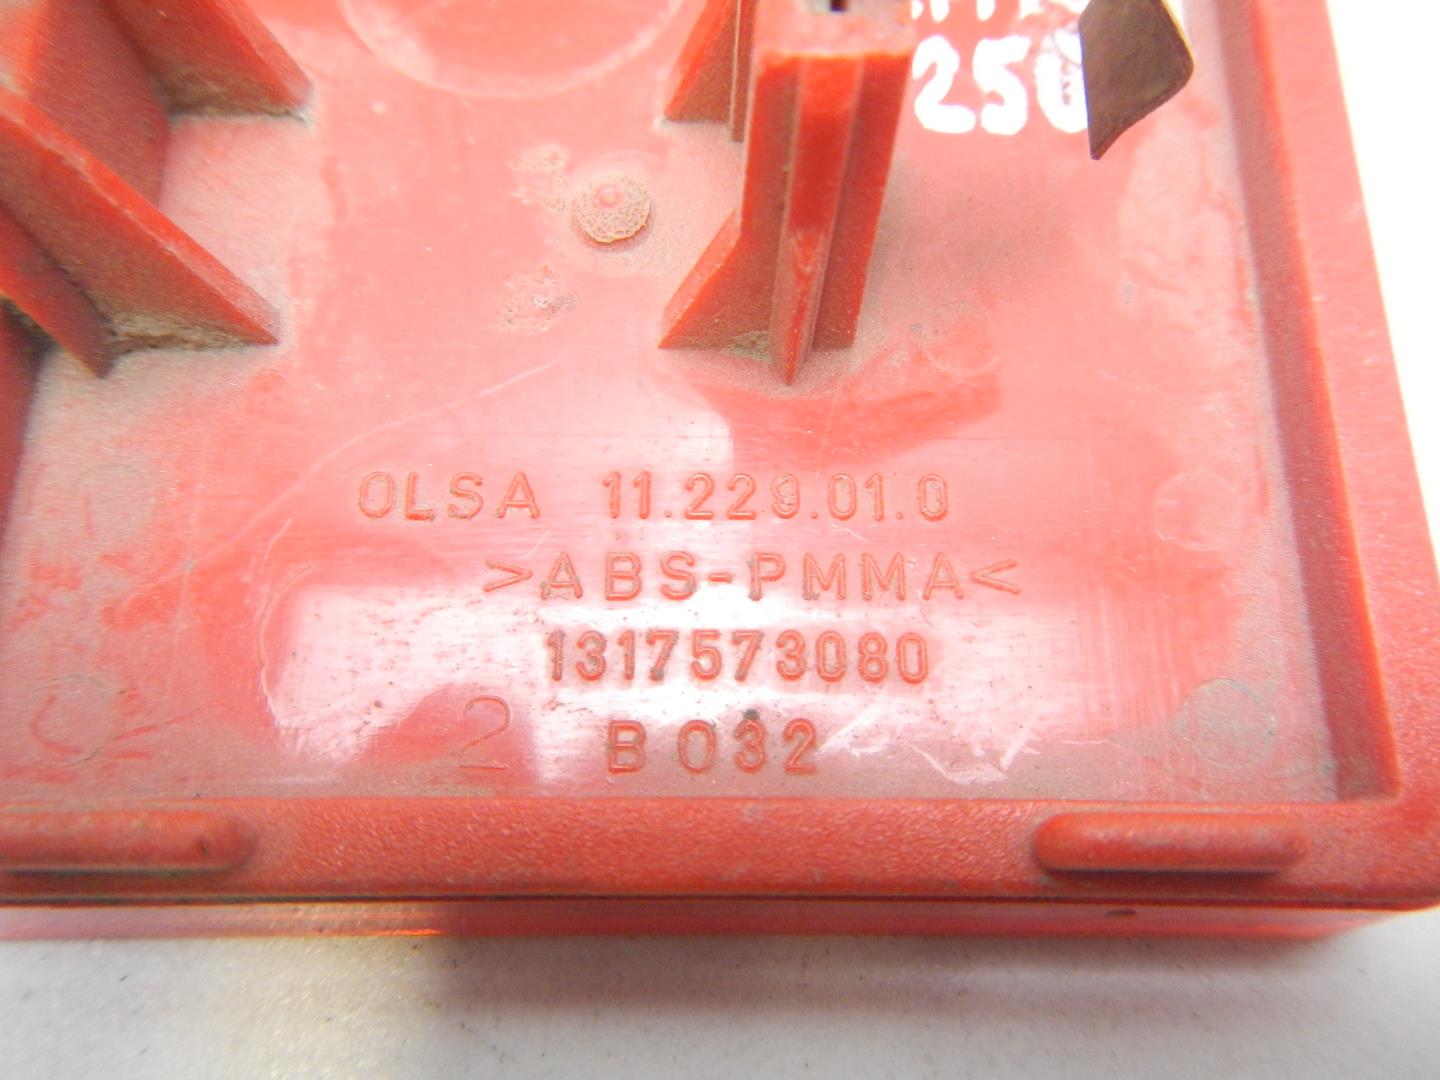 250
OLSA 11.229.01.0
>ABS-PMMA<
1317573080
2 B032